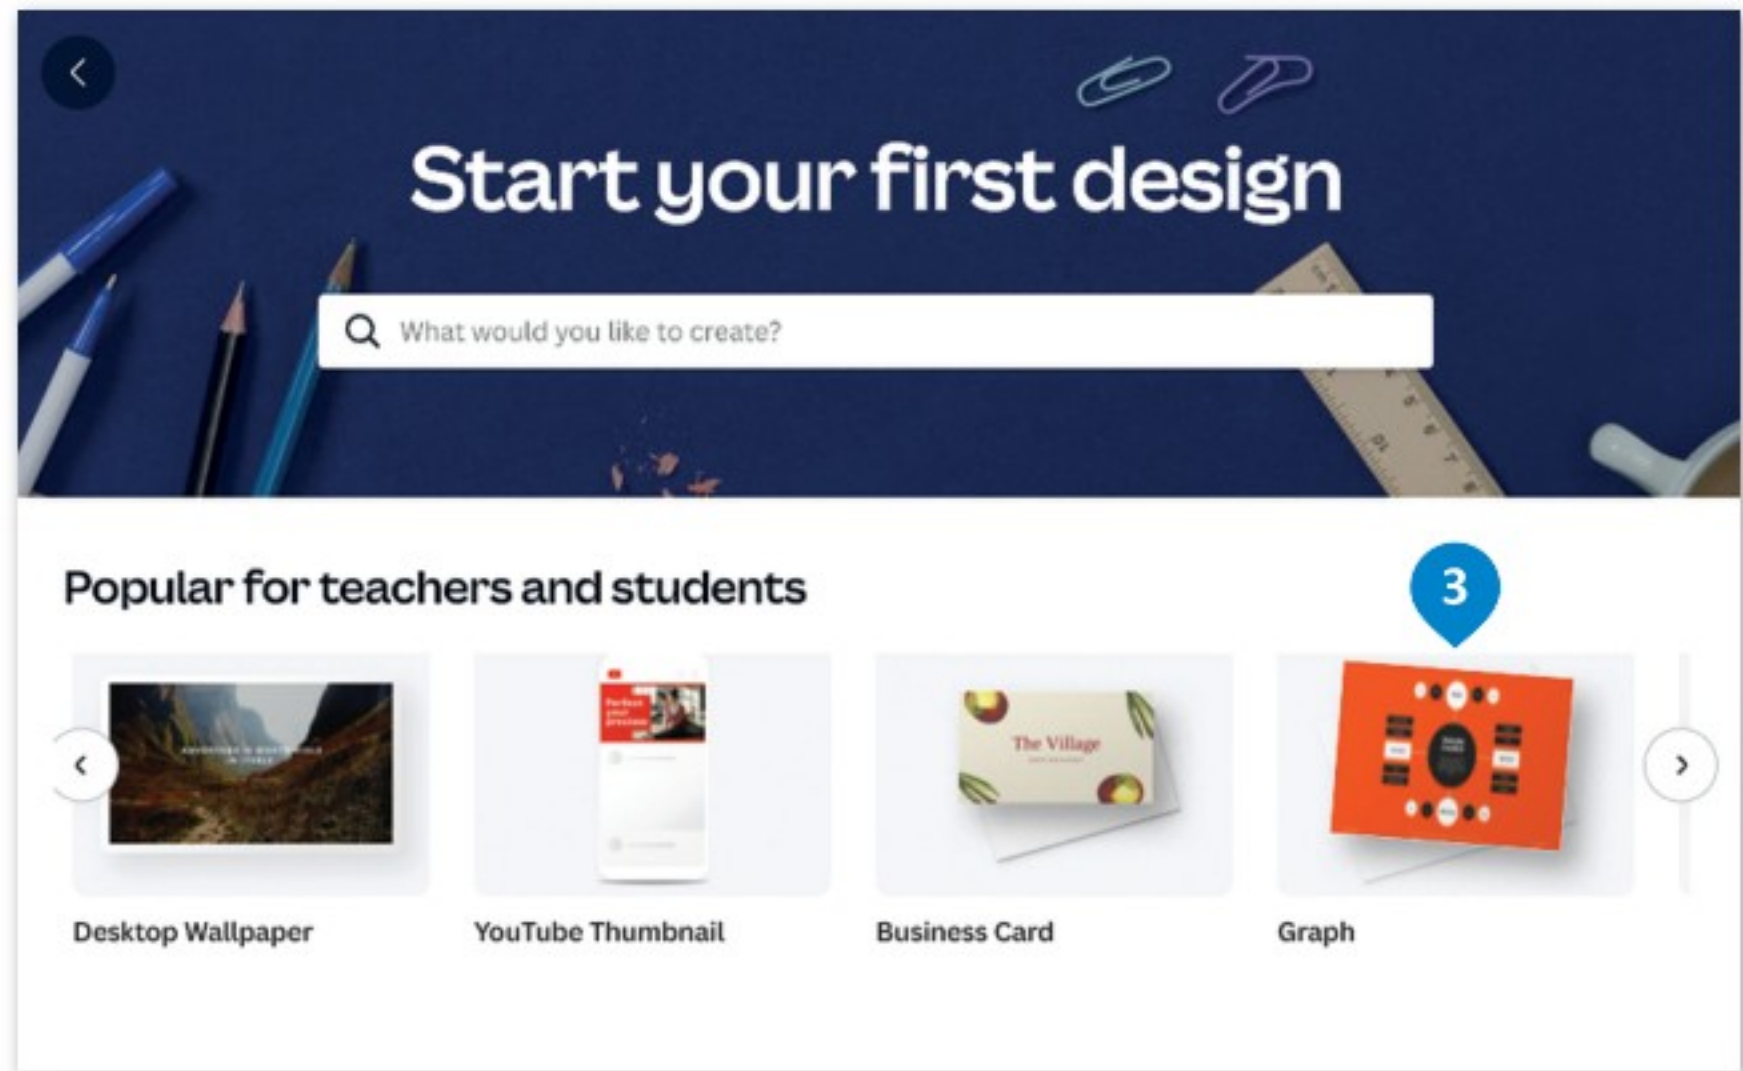 Start your first design
What would you like to create?
Popular for teachers and students
3
The Village
Desktop Wallpaper
YouTube Thumbnail
Business Card
Graph